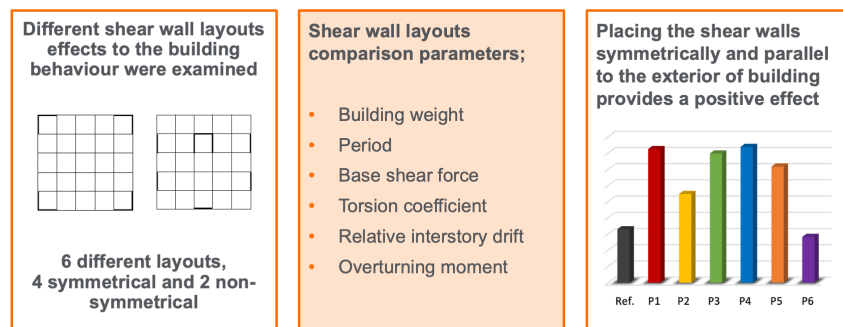 Different shear wall layouts
effects to the building
behaviour were examined
6 different layouts,
4 symmetrical and 2 non-
symmetrical
Shear wall layouts
comparison parameters;
• Building weight
• Period
• Base shear force
• Torsion coefficient
• Relative interstory drift
• Overturning moment
Placing the shear walls
symmetrically and parallel
to the exterior of building
provides a positive effect
Ref. P1 P2 P3 P4 P5 P6